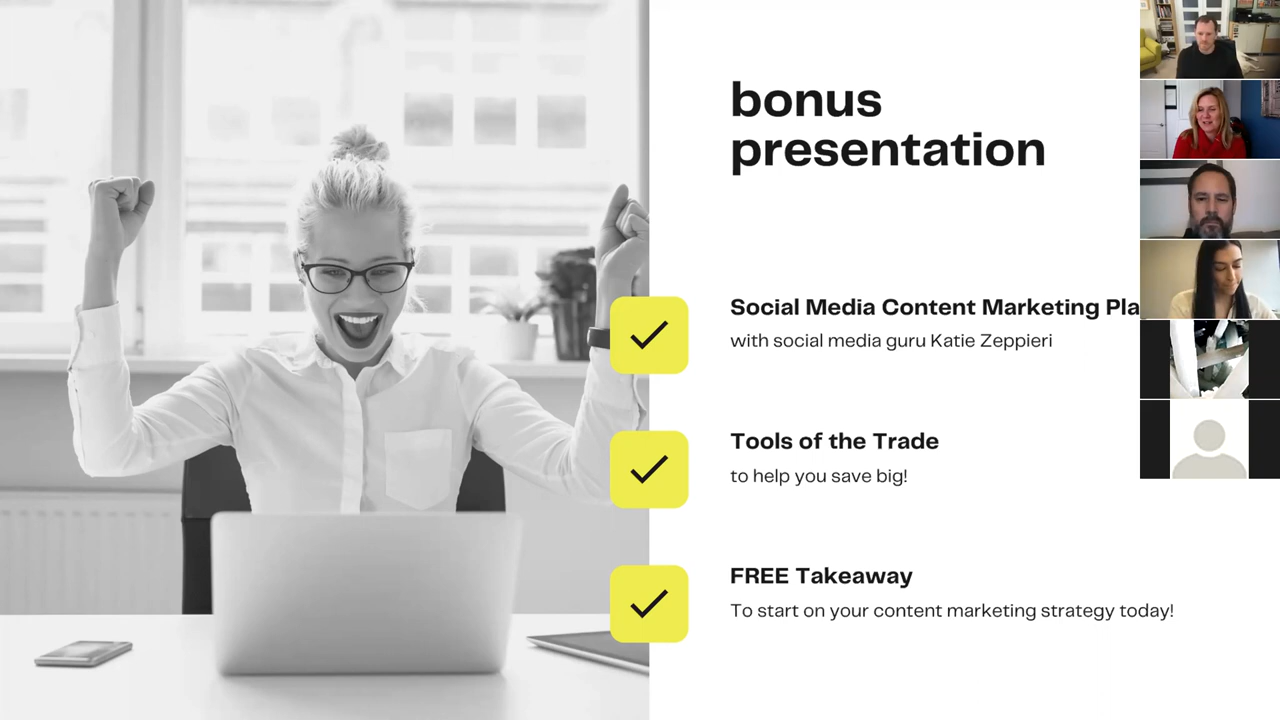 bonus
presentation
Social Media Content Marketing Pla
with social media guru Katie Zeppieri
Tools of the Trade
to help you save big!
FREE Takeaway
To start on your content marketing strategy today!